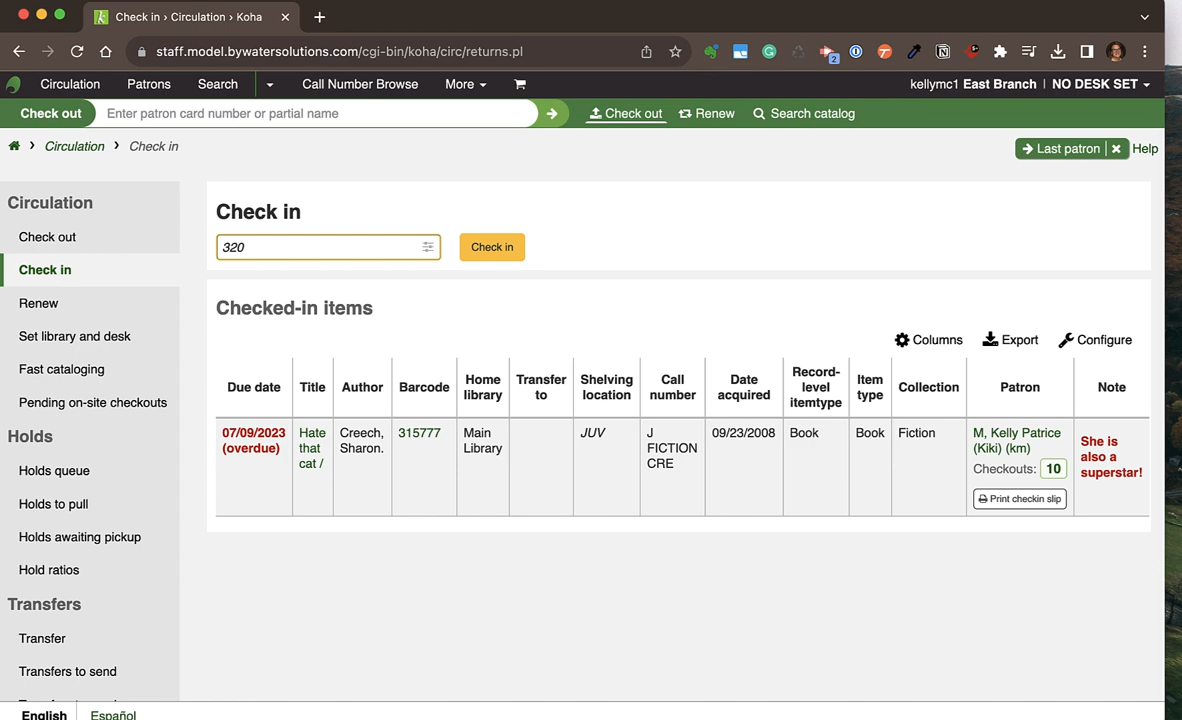 Check in › Circulation › Koha
staff.model.bywatersolutions.com/cgi-bin/koha/circ/returns.pl
2
Circulation Patrons Search Call Number Browse More kellymc1 East Branch | NO DESK SET
Check out Enter patron card number or partial name Check out Renew Search catalog
Circulation Check in Last patron Help
Circulation
Check out
Check in
Renew
Set library and desk
Fast cataloging
Pending on-site checkouts
Holds
Holds queue
Holds to pull
Holds awaiting pickup
Hold ratios
Transfers
Transfer
Transfers to send
Check in
320 Check in
Checked-in items
Columns Export Configure
Due date Title Author Barcode Home library Transfer to Shelving location Call number Date acquired Record-level itemtype Item type Collection Patron Note
07/09/2023 (overdue) Hate that cat / Creech, Sharon. 315777 Main Library JUV J FICTION CRE 09/23/2008 Book Book Fiction M, Kelly Patrice (Kiki) (km) Checkouts: 10 Print checkin slip She is also a superstar!
English Español